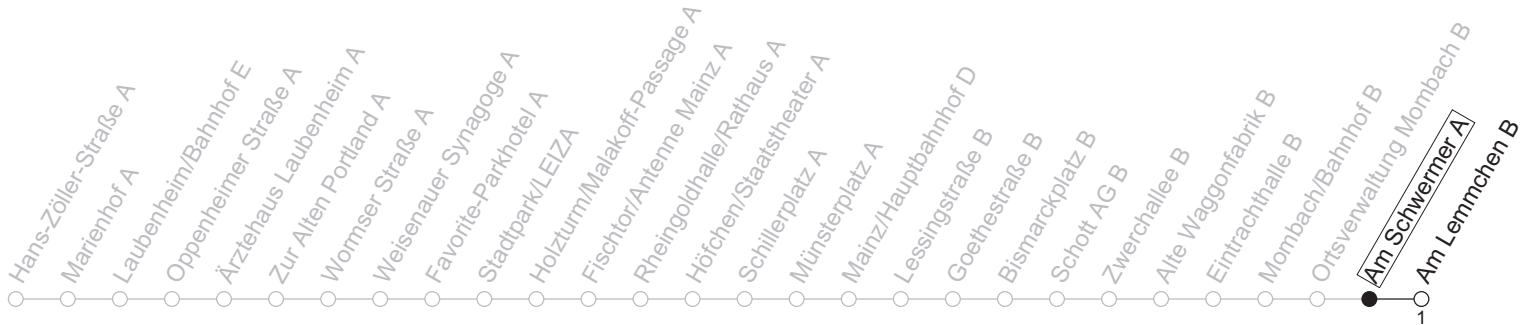 Hans-Zöller-Straße A
Marienhof A
Laubenheim/Bahnhof E
Oppenheimer Straße A
Ärztehaus Laubenheim A
Zur Alten Portland A
Wormser Straße A
Weisenauer Synagoge A
Favorite-Parkhotel A
Stadtpark/LEIZA
Holzturm/Malakoff-Passage A
Fischtor/Antenne Mainz A
Rheingoldhalle/Rathaus A
Höfchen/Staatstheater A
Schillerplatz A
Münsterplatz A
Mainz/Hauptbahnhof D
Lessingstraße B
Goethestraße B
Bismarckplatz B
Schott AG B
Zwerchallee B
Alte Waggonfabrik B
Eintrachthalle B
Mombach/Bahnhof B
Ortsverwaltung Mombach B
Am Schwermer A
Am Lemmchen B
1